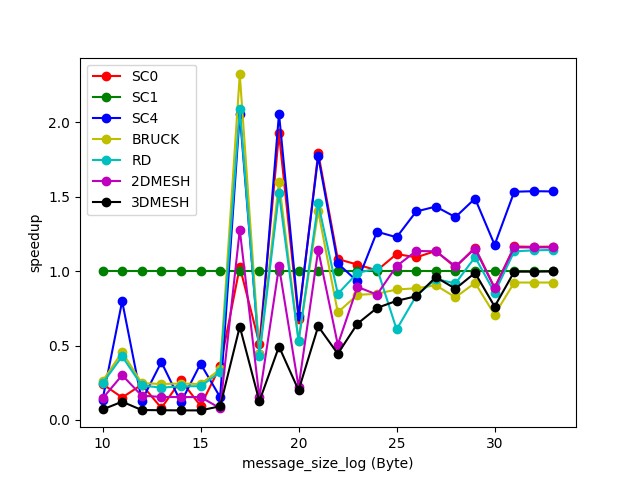 SC0
SC1
SC4
BRUCK
RD
2DMESH
3DMESH
speedup
2.0
1.5
1.0
0.5
0.0
10 15 20 25 30
message_size_log (Byte)